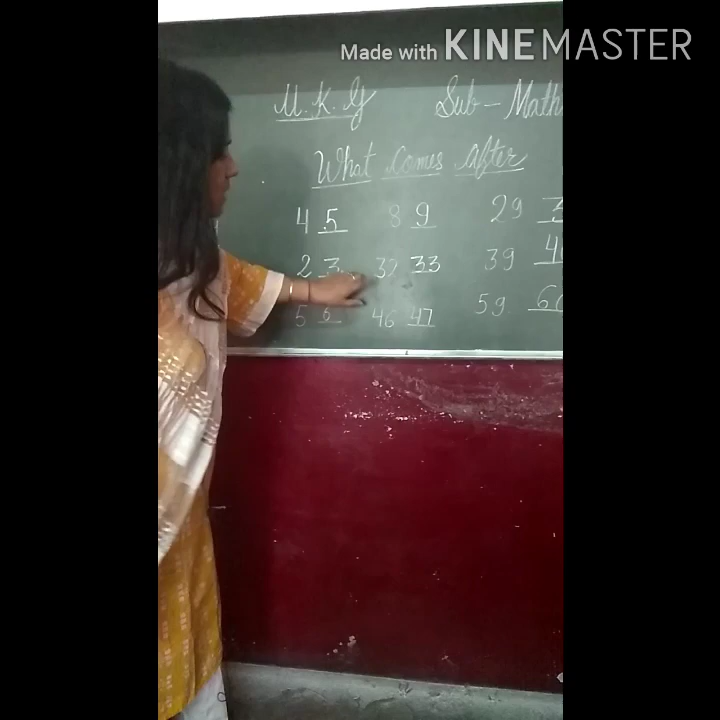 Made with KINEMASTER
U.K.G Sub - Math
What Comes After
4 5 8 9 29 3
2 3 32 33 39 4
5 6 46 47 59 60